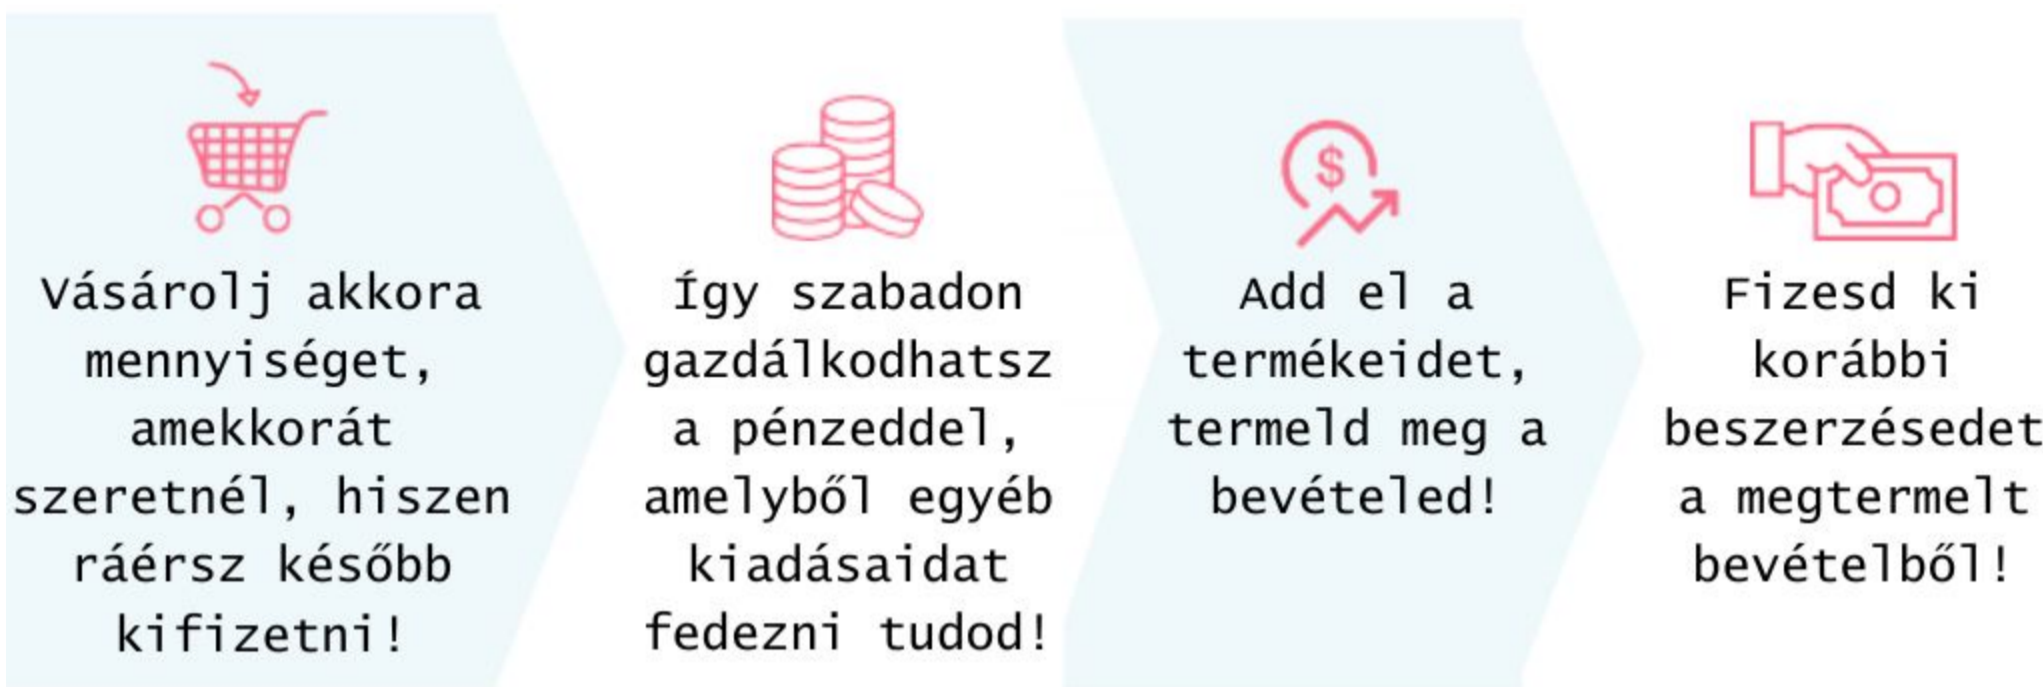 Vásárolj akkora
mennyiséget,
amekkorát
szeretnél, hiszen
ráérsz később
kifizetni!
Így szabadon
gazdálkodhatsz
a pénzeddel,
amelyből egyéb
kiadásaidat
fedezni tudod!
$
Add el a
termékeidet,
termeld meg a
bevételed!
Fizesd ki
korábbi
beszerzésedet
a megtermelt
bevételből!